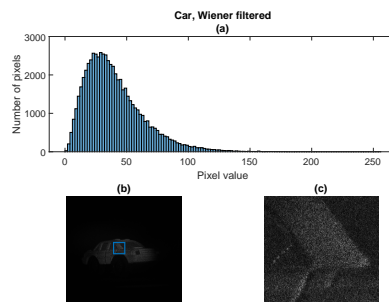 Car, Wiener filtered
(a)
Number of pixels
3000
2000
1000
0
0 50 100 150 200 250
Pixel value
(b) (c)